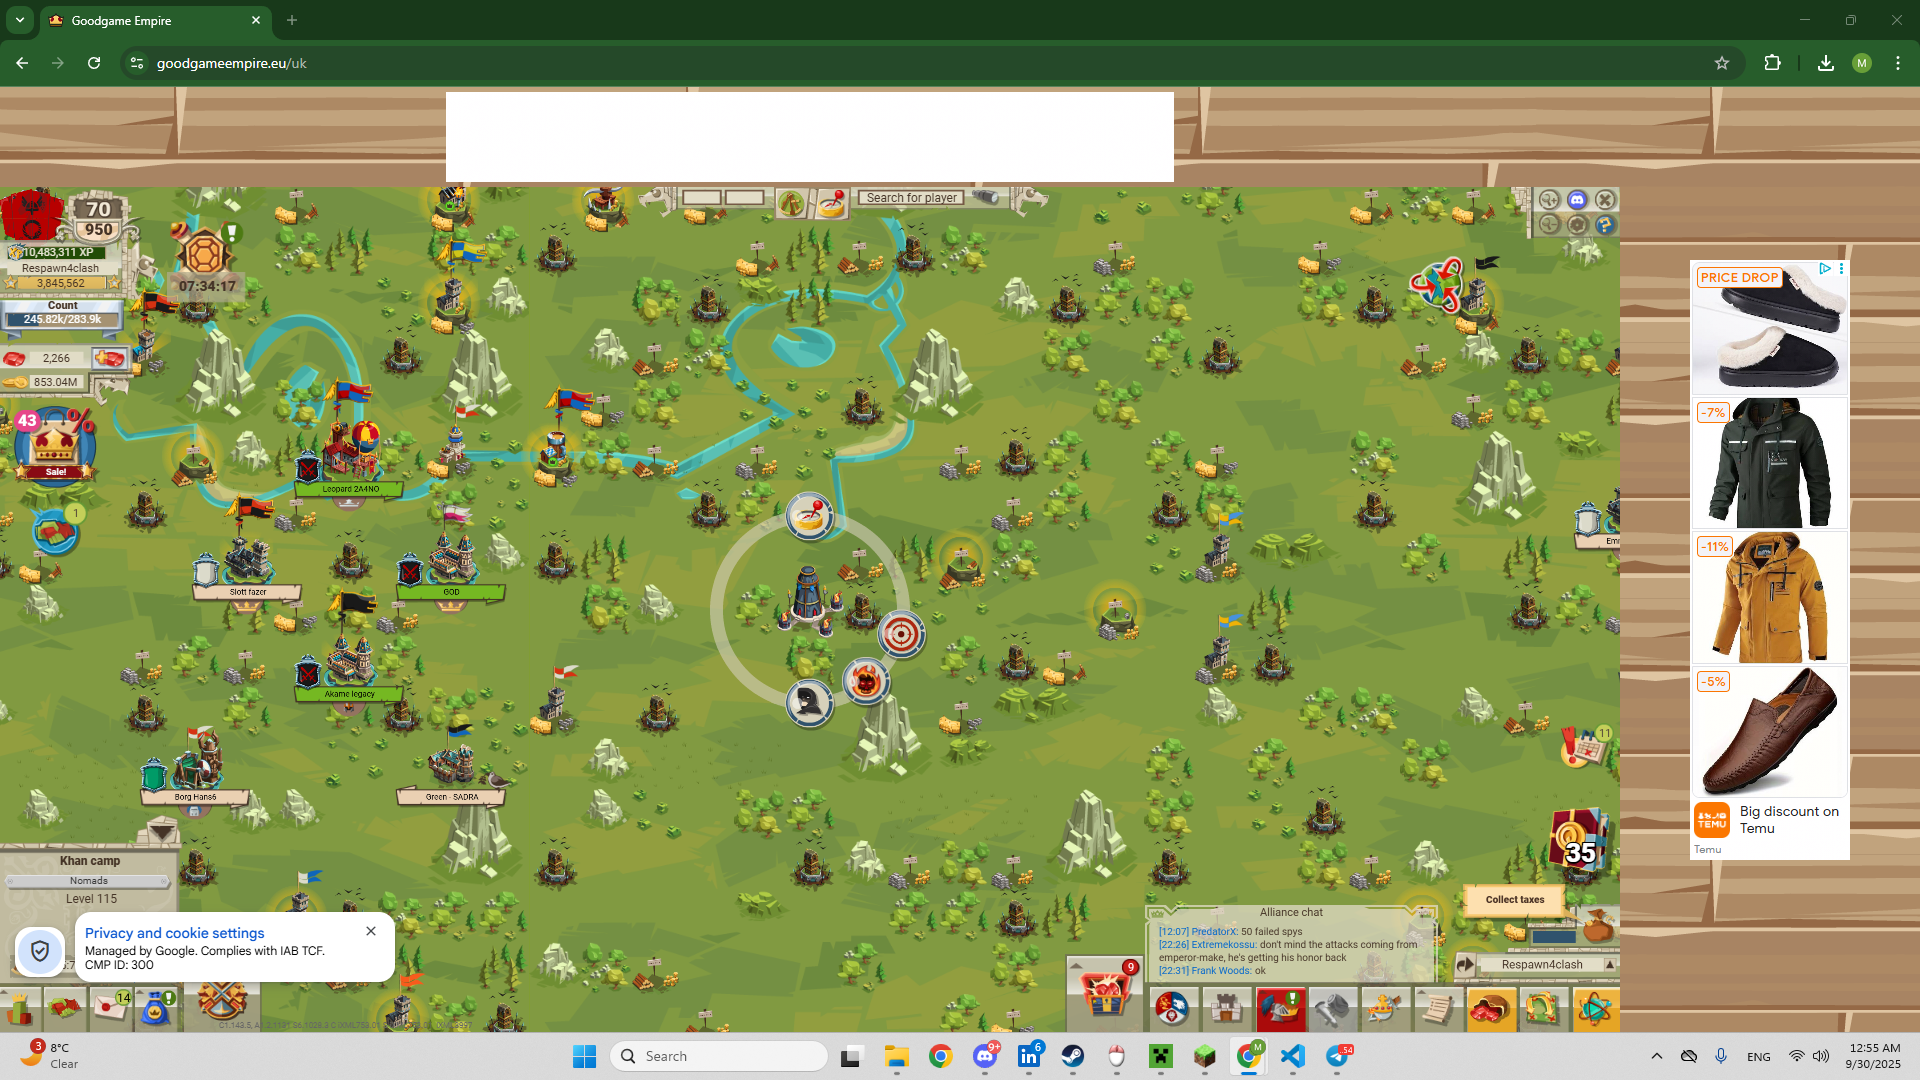 Goodgame Empire
goodgameempire.eu/uk
M
70
950
10,483,311 XP
Respawn4clash
3,845,562
Count
245.82k/283.9k
2,266
853.04M
07:34:17
43
%
Sale!
1
Search for player
Leopard 2A4NO
Slott fazer
GOD
Akame legacy
Borg Hans6
Green - SADRA
Khan camp
Nomads
Level 115
Privacy and cookie settings
Managed by Google. Complies with IAB TCF.
CMP ID: 300
14
Alliance chat
[12:07] PredatorX: 50 failed spys
[22:26] Extremekossu: don't mind the attacks coming from
emperor-make, he's getting his honor back
[22:31] Frank Woods: ok
9
11
35
Collect taxes
Respawn4clash
PRICE DROP
-7%
-11%
-5%
TEMU
Big discount on
Temu
Temu
3
8°C
Clear
Search
9+
6
M
54
ENG
12:55 AM
9/30/2025